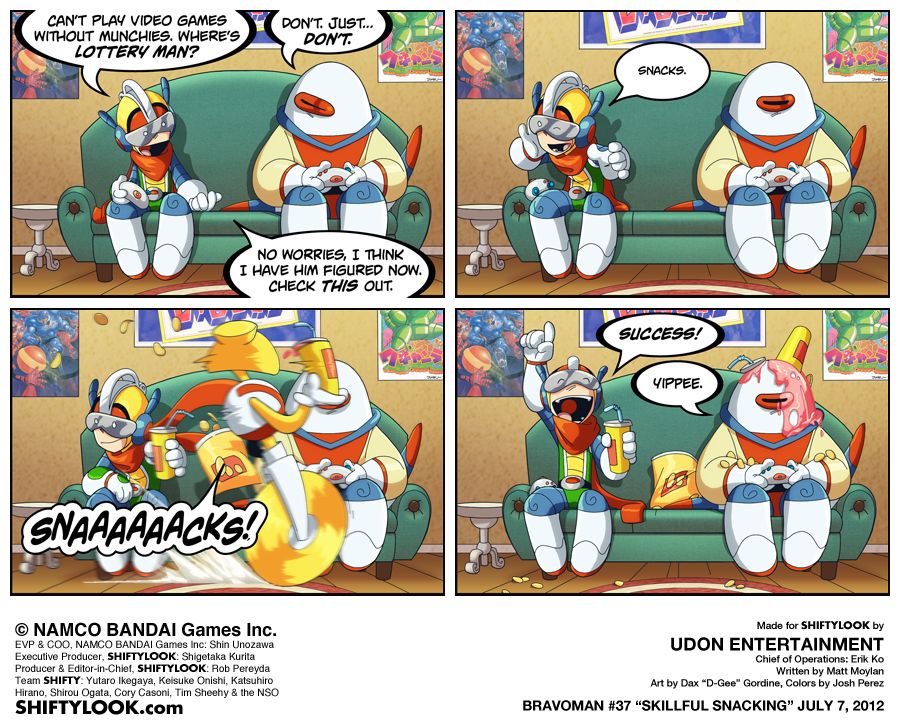 CAN'T PLAY VIDEO GAMES
WITHOUT MUNCHIES. WHERE'S
LOTTERY MAN?
DON'T. JUST...
DON'T.
NO WORRIES, I THINK
I HAVE HIM FIGURED NOW.
CHECK THIS OUT.
SNACKS.
SNAAAAAACKS!
SUCCESS!
YIPPEE.
© NAMCO BANDAI Games Inc.
EVP & COO, NAMCO BANDAI Games Inc: Shin Unozawa
Executive Producer, SHIFTYLOOK: Shigetaka Kurita
Producer & Editor-in-Chief, SHIFTYLOOK: Rob Pereyda
Team SHIFTY: Yutaro Ikegaya, Keisuke Onishi, Katsuhiro
Hirano, Shirou Ogata, Cory Casoni, Tim Sheehy & the NSO
SHIFTYLOOK.com
Made for SHIFTYLOOK by
UDON ENTERTAINMENT
Chief of Operations: Erik Ko
Written by Matt Moylan
Art by Dax "D-Gee" Gordine, Colors by Josh Perez
BRAVOMAN #37 "SKILLFUL SNACKING" JULY 7, 2012